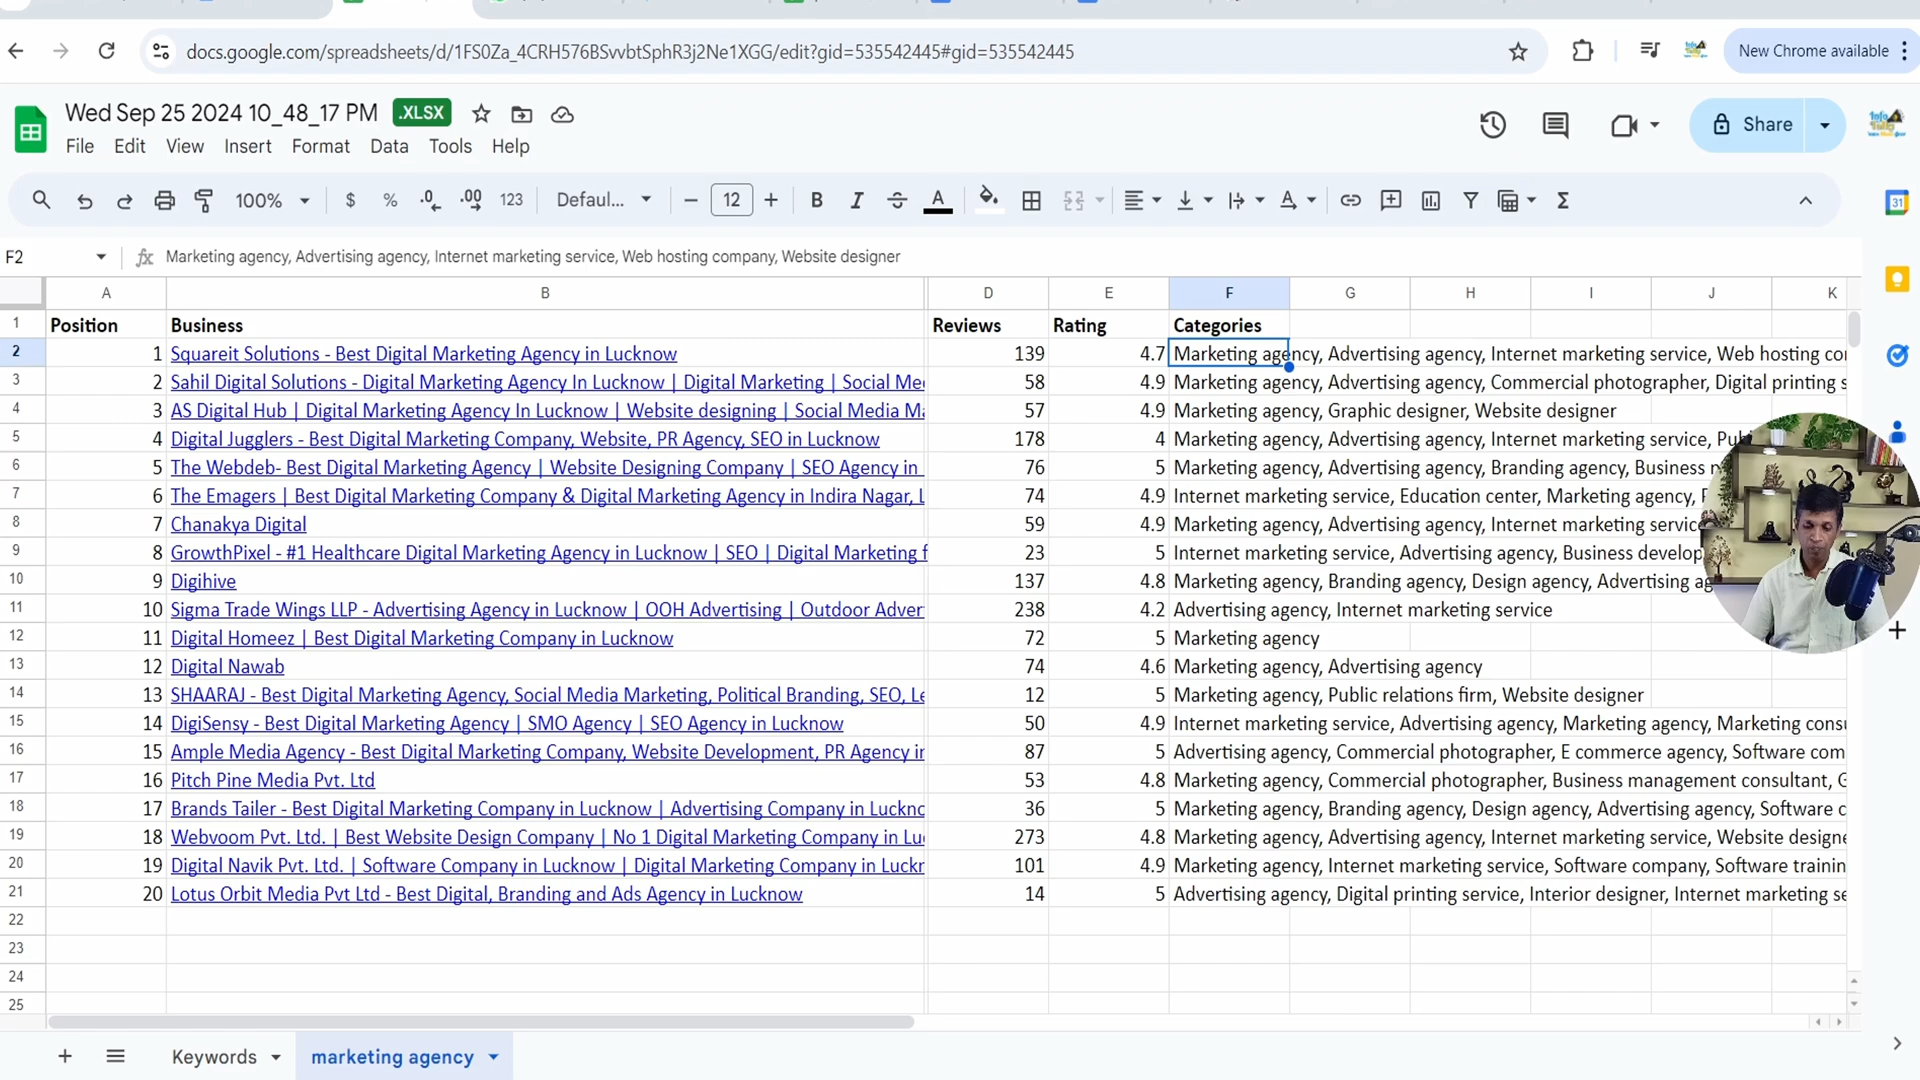 docs.google.com/spreadsheets/d/1FS0Za_4CRH576BSvvbtSphR3j2Ne1XGG/edit?gid=535542445#gid=535542445
New Chrome available
Wed Sep 25 2024 10_48_17 PM .XLSX
Share
File Edit View Insert Format Data Tools Help
100% $ % .0 .00 123 Defaul... 12 B I A
31
F2 fx Marketing agency, Advertising agency, Internet marketing service, Web hosting company, Website designer
A B D E F G H I J K
1 Position Business Reviews Rating Categories
2 1 Squareit Solutions - Best Digital Marketing Agency in Lucknow 139 4.7 Marketing agency, Advertising agency, Internet marketing service, Web hosting
3 2 Sahil Digital Solutions - Digital Marketing Agency In Lucknow | Digital Marketing | Social 58 4.9 Marketing agency, Advertising agency, Commercial photographer, Digital printing
4 3 AS Digital Hub | Digital Marketing Agency In Lucknow | Website designing | Social Media 57 4.9 Marketing agency, Graphic designer, Website designer
5 4 Digital Jugglers - Best Digital Marketing Company, Website, PR Agency, SEO in Lucknow 178 4 Marketing agency, Advertising agency, Internet marketing service,
6 5 The Webdeb- Best Digital Marketing Agency | Website Designing Company | SEO Agency in 76 5 Marketing agency, Advertising agency, Branding agency, Business
7 6 The Emagers | Best Digital Marketing Company & Digital Marketing Agency in Indira Nagar, L 74 4.9 Internet marketing service, Education center, Marketing agency,
8 7 Chanakya Digital 59 4.9 Marketing agency, Advertising agency, Internet marketing service
9 8 GrowthPixel - #1 Healthcare Digital Marketing Agency in Lucknow | SEO | Digital Marketing f 23 5 Internet marketing service, Advertising agency, Business develop
10 9 Digihive 137 4.8 Marketing agency, Branding agency, Design agency, Advertising ag
11 10 Sigma Trade Wings LLP - Advertising Agency in Lucknow | OOH Advertising | Outdoor Adver 238 4.2 Advertising agency, Internet marketing service
12 11 Digital Homeez | Best Digital Marketing Company in Lucknow 72 5 Marketing agency
13 12 Digital Nawab 74 4.6 Marketing agency, Advertising agency
14 13 SHAARAJ - Best Digital Marketing Agency, Social Media Marketing, Political Branding, SEO, Le 12 5 Marketing agency, Public relations firm, Website designer
15 14 DigiSensy - Best Digital Marketing Agency | SMO Agency | SEO Agency in Lucknow 50 4.9 Internet marketing service, Advertising agency, Marketing agency, Marketing consu
16 15 Ample Media Agency - Best Digital Marketing Company, Website Development, PR Agency in 87 5 Advertising agency, Commercial photographer, E commerce agency, Software com
17 16 Pitch Pine Media Pvt. Ltd 53 4.8 Marketing agency, Commercial photographer, Business management consultant, G
18 17 Brands Tailer - Best Digital Marketing Company in Lucknow | Advertising Company in Luckno 36 5 Marketing agency, Branding agency, Design agency, Advertising agency, Software c
19 18 Webvoom Pvt. Ltd. | Best Website Design Company | No 1 Digital Marketing Company in Lu 273 4.8 Marketing agency, Advertising agency, Internet marketing service, Website designe
20 19 Digital Navik Pvt. Ltd. | Software Company in Lucknow | Digital Marketing Company in Luckn 101 4.9 Marketing agency, Internet marketing service, Software company, Software trainin
21 20 Lotus Orbit Media Pvt Ltd - Best Digital, Branding and Ads Agency in Lucknow 14 5 Advertising agency, Digital printing service, Interior designer, Internet marketing se
22
23
24
25
Keywords marketing agency